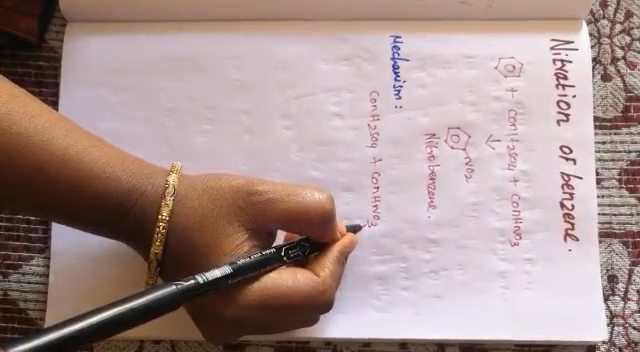 Nitration of benzene.
+ ConH2SO4 + ConHNO3
↓
NO2
Nitrobenzene.
Mechanism:
ConH2SO4 + ConHNO3